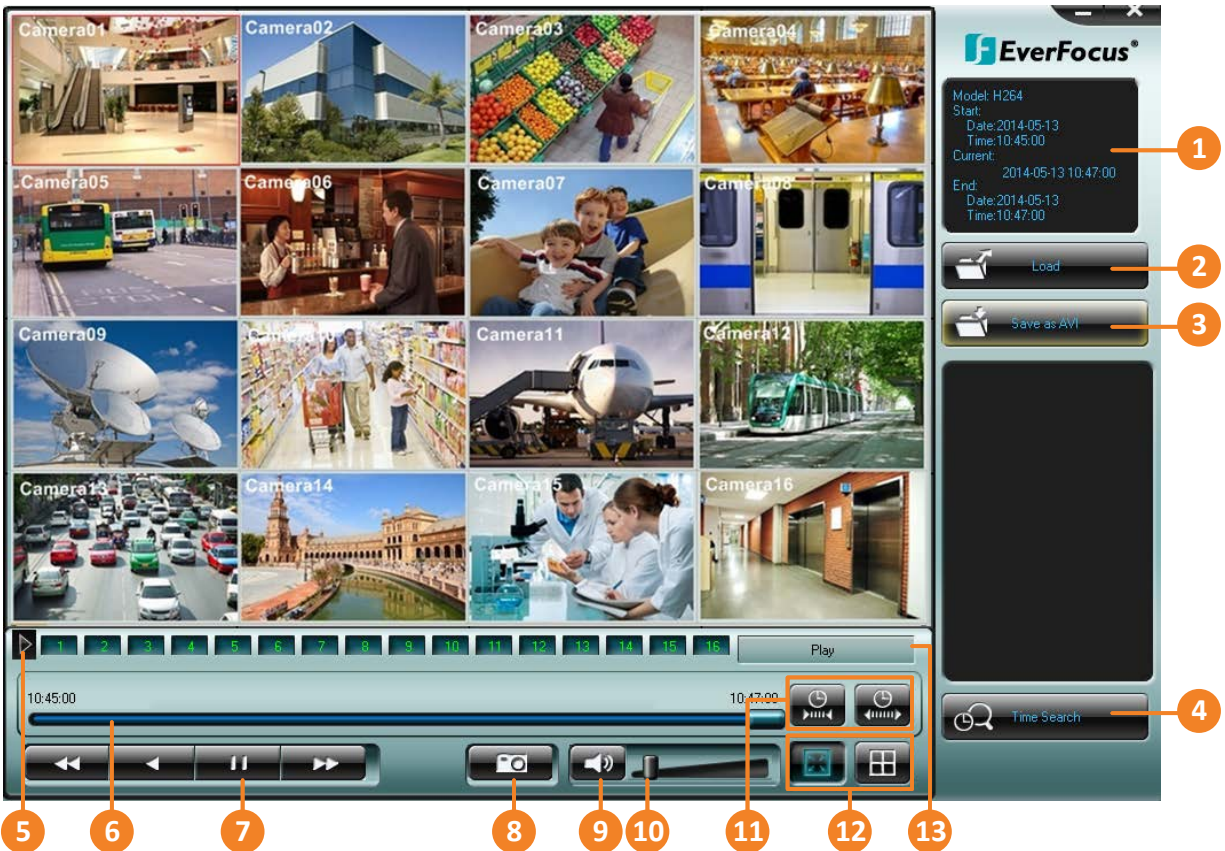 Camera01
Camera02
Camera03
Camera04
EverFocus®
Model: H264
Start:
Date:2014-05-13
Time:10:45:00
Current:
2014-05-13 10:47:00
End:
Date:2014-05-13
Time:10:47:00
1
Load
2
Save as AVI
3
Camera05
Camera06
Camera07
Camera08
Camera09
Camera10
Camera11
Camera12
Camera13
Camera14
Camera15
Camera16
STOP
1 2 3 4 5 6 7 8 9 10 11 12 13 14 15 16
Play
10:45:00
10:47:00
Time Search
4
5 6 7 8 9 10 11 12 13